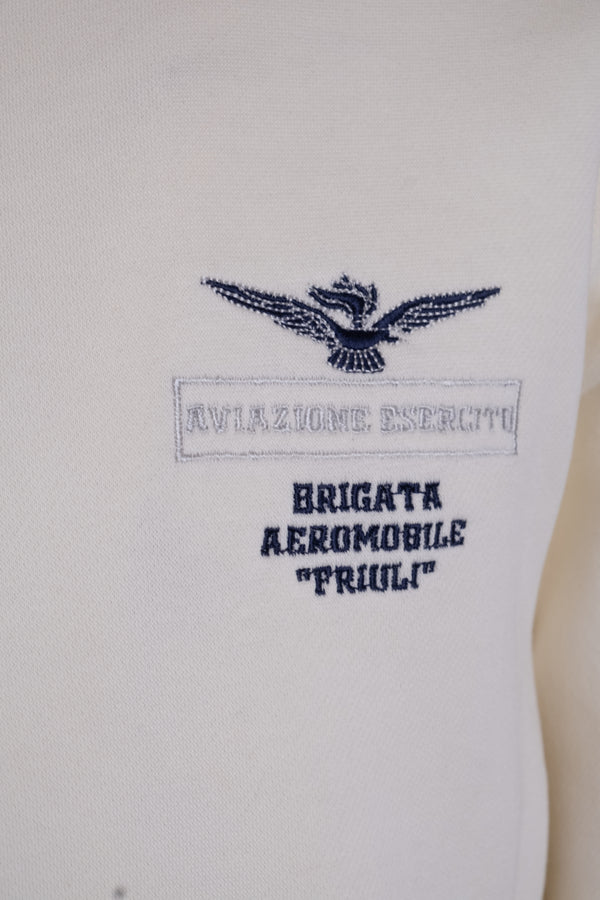 AVIAZIONE ESERCITO
BRIGATA
AEROMOBILE
"FRIULI"